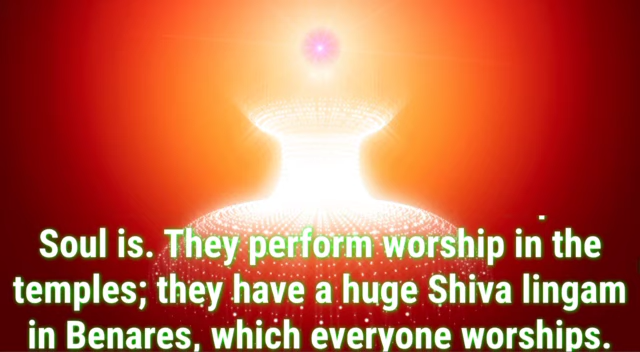 Soul is. They perform worship in the
temples; they have a huge Shiva lingam
in Benares, which everyone worships.